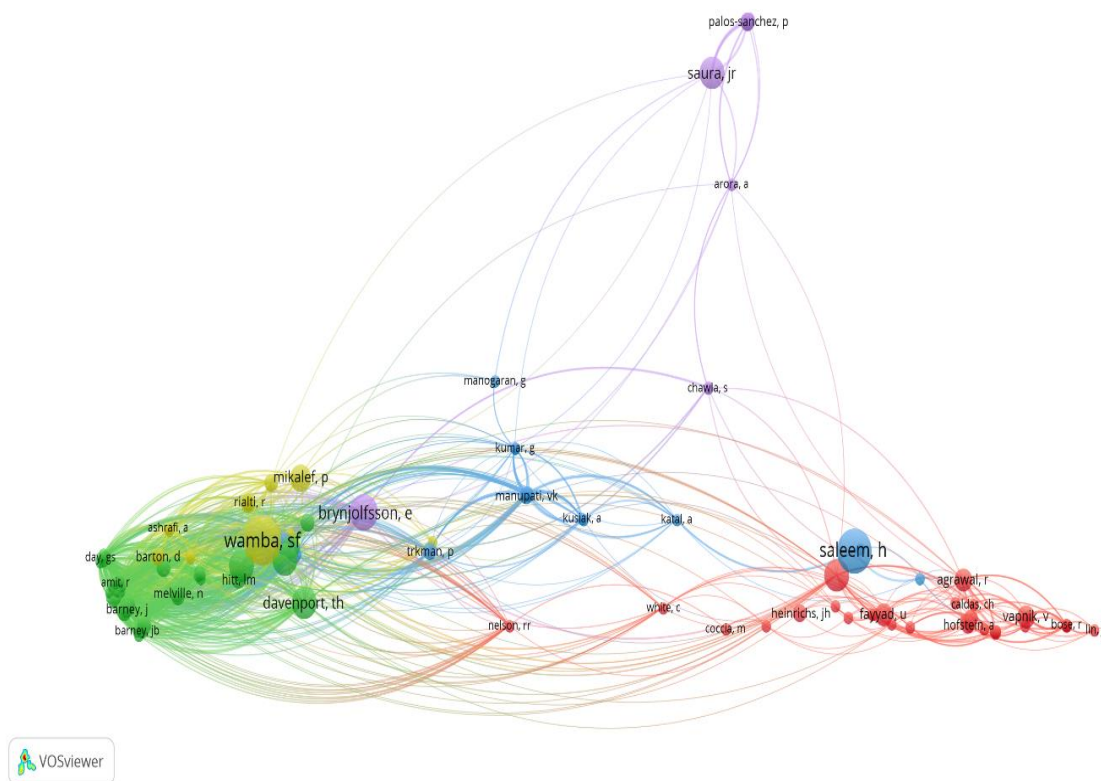 palos-sanchez, p
saura, jr
arora, a
manogaran, g
chawla, s
kumar, g
mikalef, p
manupati, vk
rialti, r
brynjolfsson, e
kusiak, a
katal, a
ashrafi, a
wamba, sf
trkman, p
saleem, h
day, gs
barton, d
hitt, lm
agrawal, r
amit, r
melville, n
davenport, th
barney, j
white, c
caldas, ch
heinrichs, jh
fayyad, u
vapnik, v
nelson, rr
coccia, m
hofstein, a
bose, r
lin,
barney, jb
VOSviewer